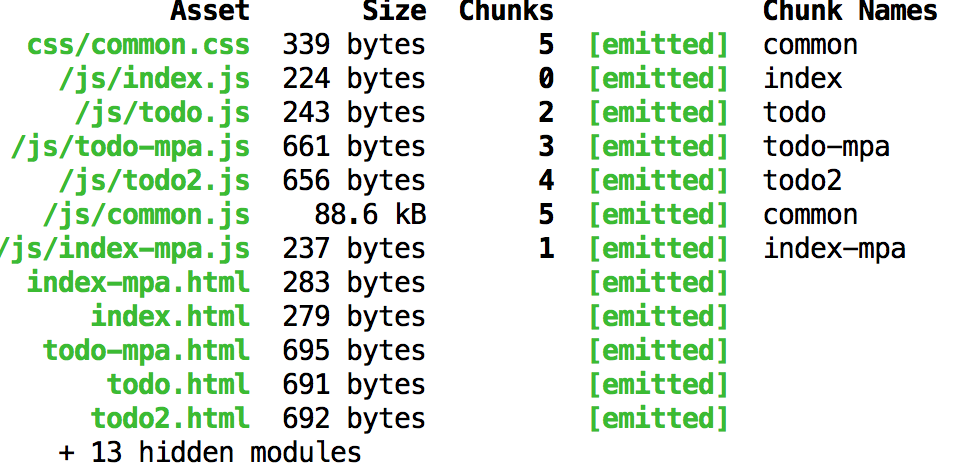 Asset Size Chunks Chunk Names
css/common.css 339 bytes 5 [emitted] common
/js/index.js 224 bytes 0 [emitted] index
/js/todo.js 243 bytes 2 [emitted] todo
/js/todo-mpa.js 661 bytes 3 [emitted] todo-mpa
/js/todo2.js 656 bytes 4 [emitted] todo2
/js/common.js 88.6 kB 5 [emitted] common
/js/index-mpa.js 237 bytes 1 [emitted] index-mpa
index-mpa.html 283 bytes [emitted]
index.html 279 bytes [emitted]
todo-mpa.html 695 bytes [emitted]
todo.html 691 bytes [emitted]
todo2.html 692 bytes [emitted]
+ 13 hidden modules